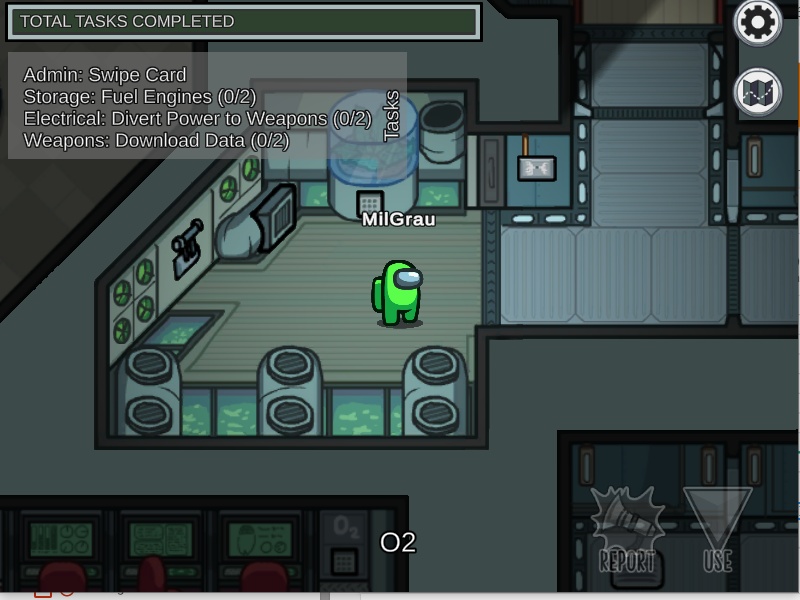 TOTAL TASKS COMPLETED
Admin: Swipe Card
Storage: Fuel Engines (0/2)
Electrical: Divert Power to Weapons (0/2)
Weapons: Download Data (0/2)
Tasks
MilGrau
O2
O2
REPORT
USE